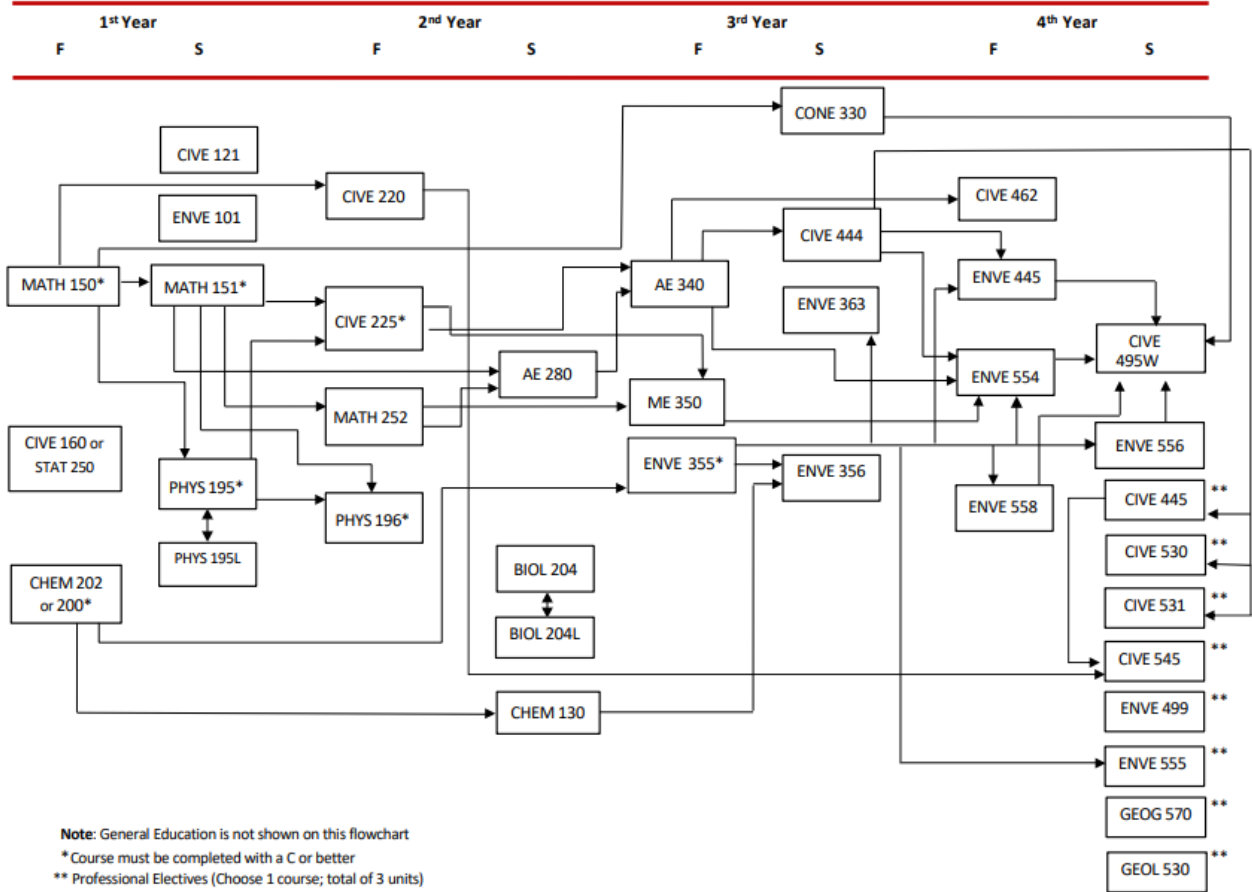 1st Year 2nd Year 3rd Year 4th Year
F S F S F S F S
CONE 330
CIVE 121
CIVE 220
CIVE 462
ENVE 101
CIVE 444
MATH 150*
MATH 151*
AE 340
ENVE 445
CIVE 225*
ENVE 363
CIVE
495W
AE 280
ENVE 554
MATH 252
ME 350
CIVE 160 or
STAT 250
ENVE 355*
ENVE 356
ENVE 556
PHYS 195*
PHYS 196*
ENVE 558
CIVE 445 **
PHYS 195L
BIOL 204
CIVE 530 **
CHEM 202
or 200*
BIOL 204L
CIVE 531 **
CIVE 545 **
CHEM 130
ENVE 499 **
ENVE 555 **
GEOG 570 **
GEOL 530 **
Note: General Education is not shown on this flowchart
*Course must be completed with a C or better
** Professional Electives (Choose 1 course; total of 3 units)